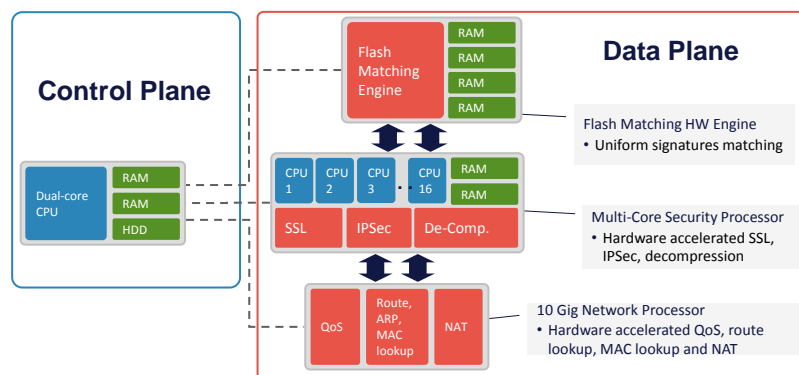 Control Plane
Dual-core
CPU
RAM
RAM
HDD
Data Plane
Flash
Matching
Engine
RAM
RAM
RAM
RAM
Flash Matching HW Engine
• Uniform signatures matching
CPU
1
CPU
2
CPU
3
. .
CPU
16
RAM
RAM
SSL
IPSec
De-Comp.
Multi-Core Security Processor
• Hardware accelerated SSL,
IPSec, decompression
QoS
Route,
ARP,
MAC
lookup
NAT
10 Gig Network Processor
• Hardware accelerated QoS, route
lookup, MAC lookup and NAT